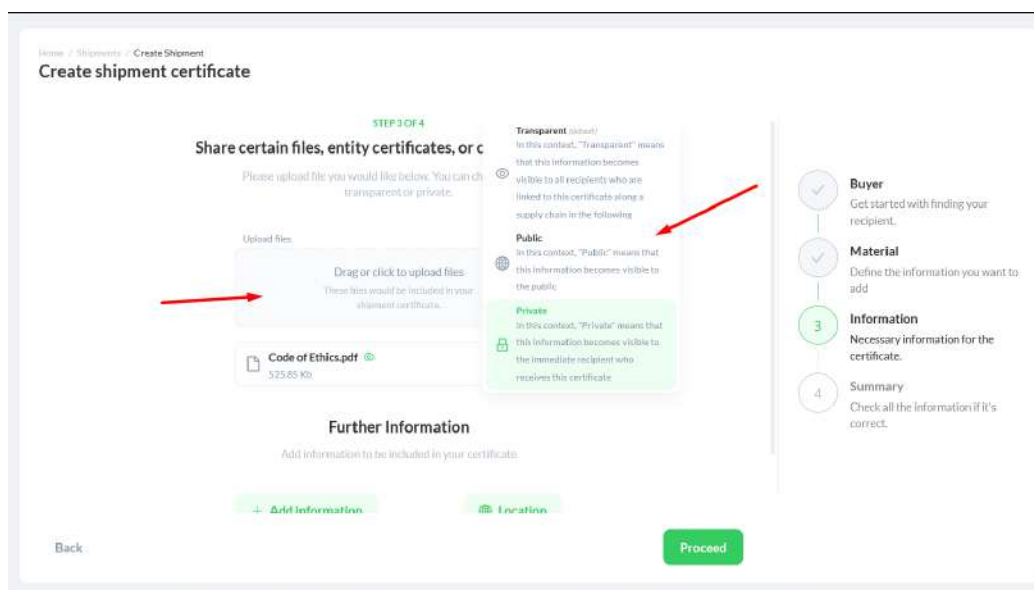 Home / Shipments / Create Shipment
Create shipment certificate
STEP 3 OF 4
Share certain files, entity certificates, or c
Please upload file you would like below. You can ch
transparent or private.
Upload files
Drag or click to upload files
These files would be included in your
shipment certificate.
Code of Ethics.pdf
525.85 Kb
Further Information
Add information to be included in your certificate
+ Add Information
Location
Transparent (default)
In this context, "Transparent" means
that this information becomes
visible to all recipients who are
linked to this certificate along a
supply chain in the following
Public
In this context, "Public" means that
this information becomes visible to
the public
Private
In this context, "Private" means that
this information becomes visible to
the immediate recipient who
receives this certificate
Buyer
Get started with finding your
recipient.
Material
Define the information you want to
add
3
Information
Necessary information for the
certificate.
4
Summary
Check all the information if it's
correct.
Back
Proceed